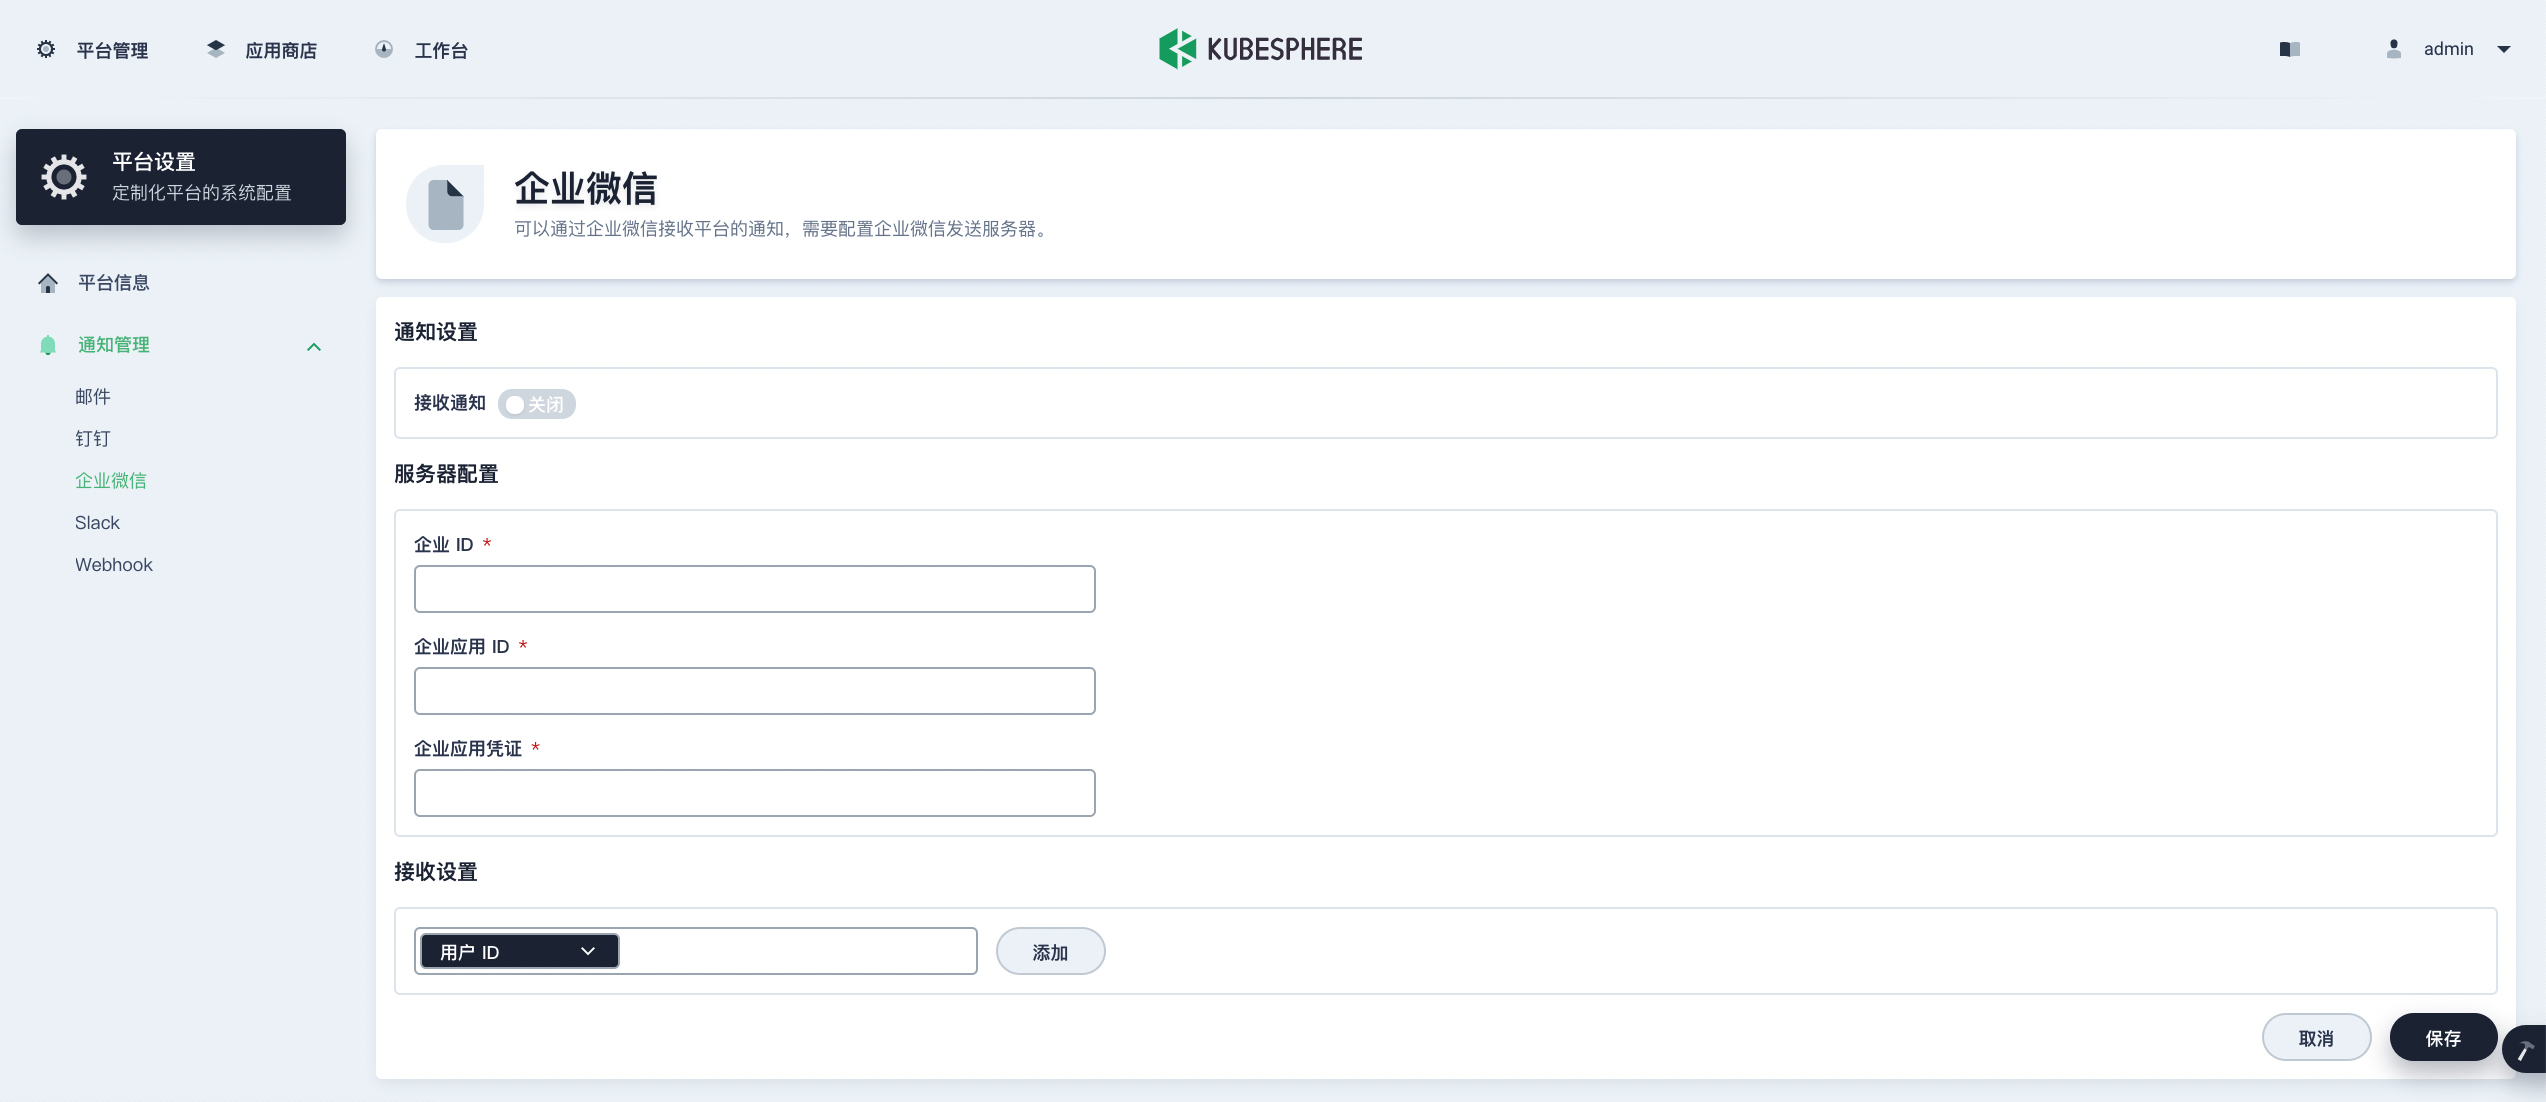 平台管理
应用商店
工作台
KUBESPHERE
admin
平台设置
定制化平台的系统配置
平台信息
通知管理
邮件
钉钉
企业微信
Slack
Webhook
企业微信
可以通过企业微信接收平台的通知，需要配置企业微信发送服务器。
通知设置
接收通知 关闭
服务器配置
企业 ID *
企业应用 ID *
企业应用凭证 *
接收设置
用户 ID
添加
取消
保存